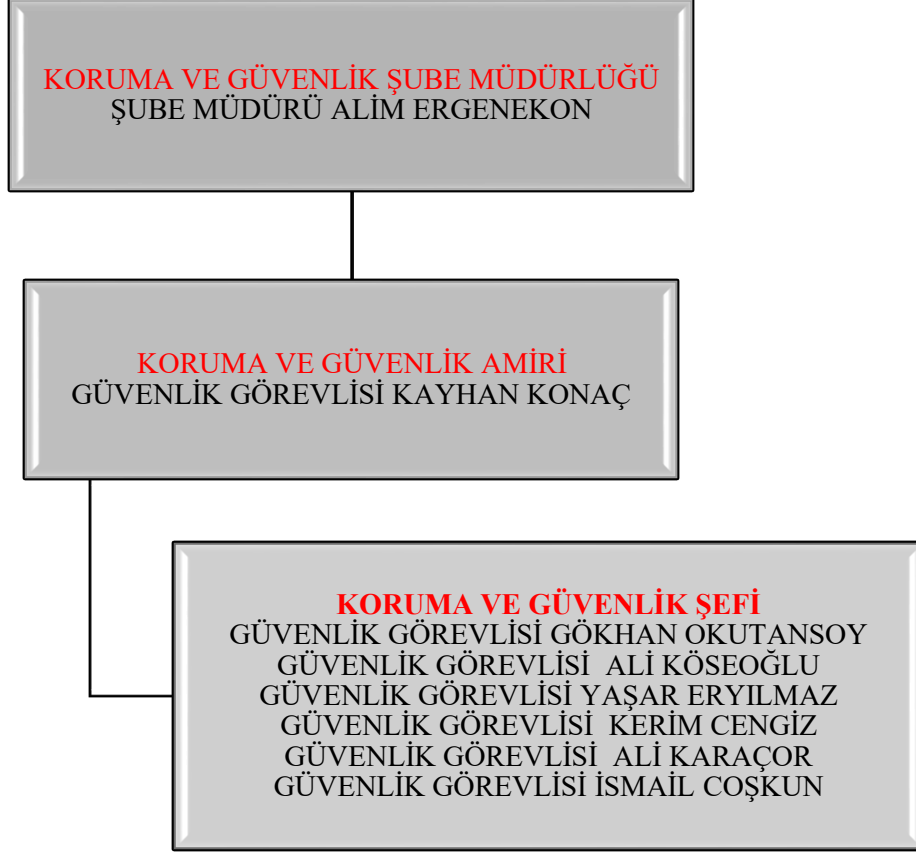 KORUMA VE GÜVENLİK ŞUBE MÜDÜRLÜĞÜ
ŞUBE MÜDÜRÜ ALİM ERGENEKON
KORUMA VE GÜVENLİK AMİRİ
GÜVENLİK GÖREVLİSİ KAYHAN KONAÇ
KORUMA VE GÜVENLİK ŞEFİ
GÜVENLİK GÖREVLİSİ GÖKHAN OKUTANSOY
GÜVENLİK GÖREVLİSİ ALİ KÖSEOĞLU
GÜVENLİK GÖREVLİSİ YAŞAR ERYILMAZ
GÜVENLİK GÖREVLİSİ KERİM CENGİZ
GÜVENLİK GÖREVLİSİ ALİ KARAÇOR
GÜVENLİK GÖREVLİSİ İSMAİL COŞKUN